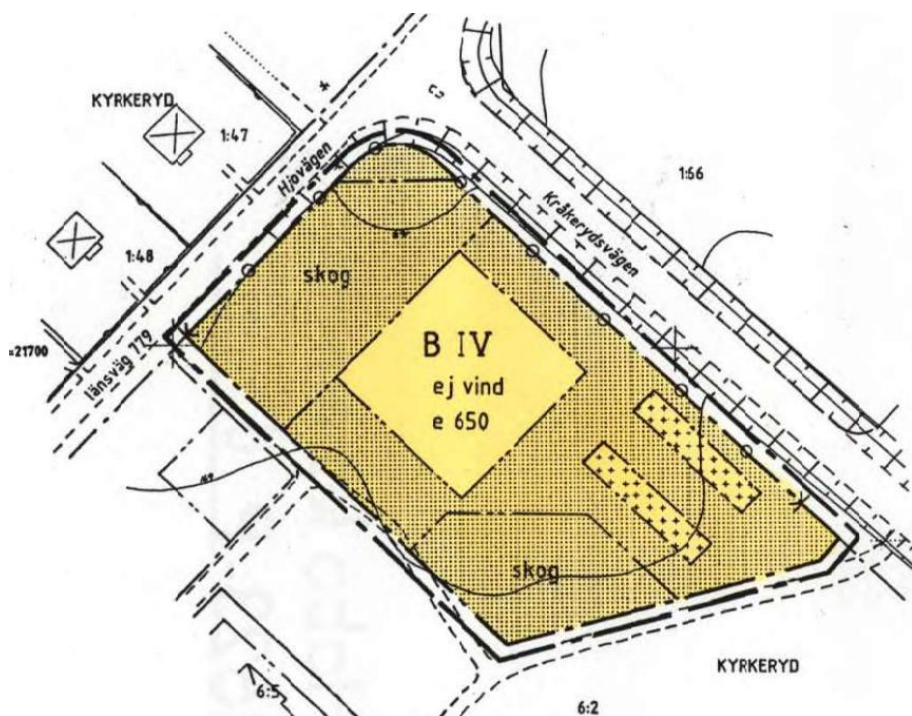 KYRKERYD
1:47
Hjovägen
1:66
Kråkerydsvägen
1:48
skog
=21700
länsväg 779
B IV
ej vind
e 650
skog
KYRKERYD
6:5
6:2